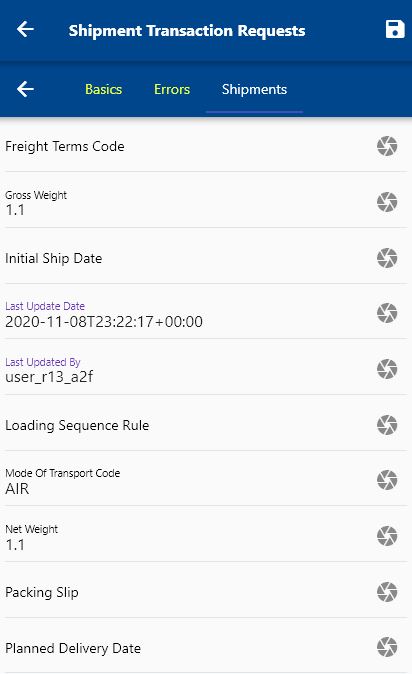 Shipment Transaction Requests
Basics Errors Shipments
Freight Terms Code
Gross Weight
1.1
Initial Ship Date
Last Update Date
2020-11-08T23:22:17+00:00
Last Updated By
user_r13_a2f
Loading Sequence Rule
Mode Of Transport Code
AIR
Net Weight
1.1
Packing Slip
Planned Delivery Date